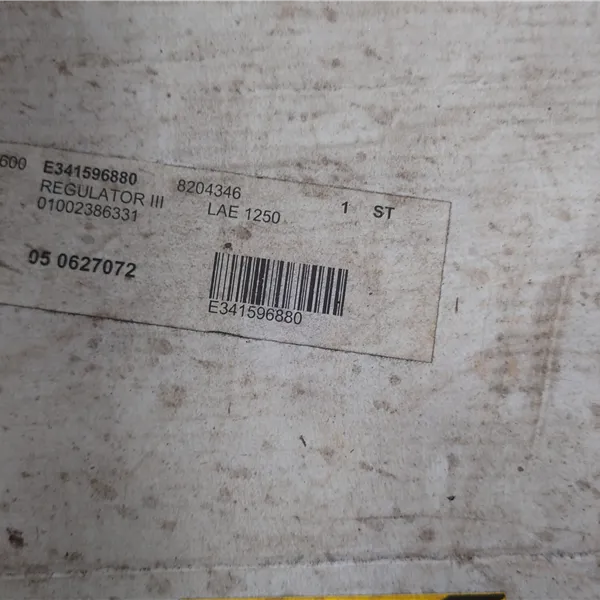 600 E341596880 8204346 1 ST
REGULATOR III LAE 1250
01002386331
05 0627072
E341596880